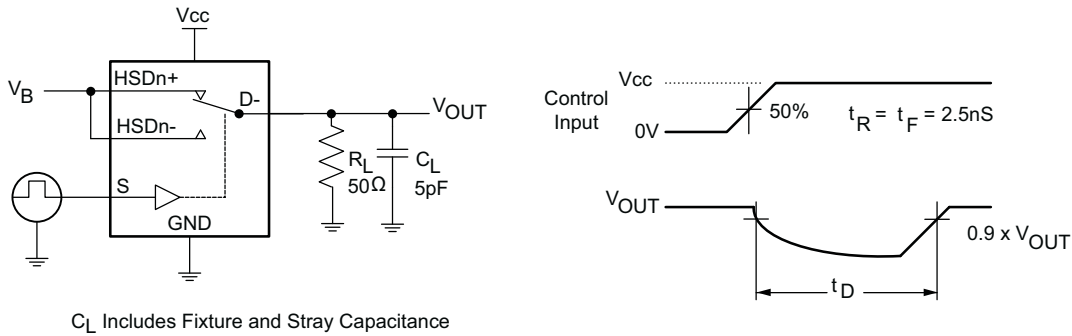 Vcc
V_B
HSDn+
HSDn-
D-
V_OUT
R_L
50Ω
C_L
5pF
S
GND
C_L Includes Fixture and Stray Capacitance
Control
Input
Vcc
0V
50%
t_R = t_F = 2.5nS
V_OUT
0.9 x V_OUT
t_D